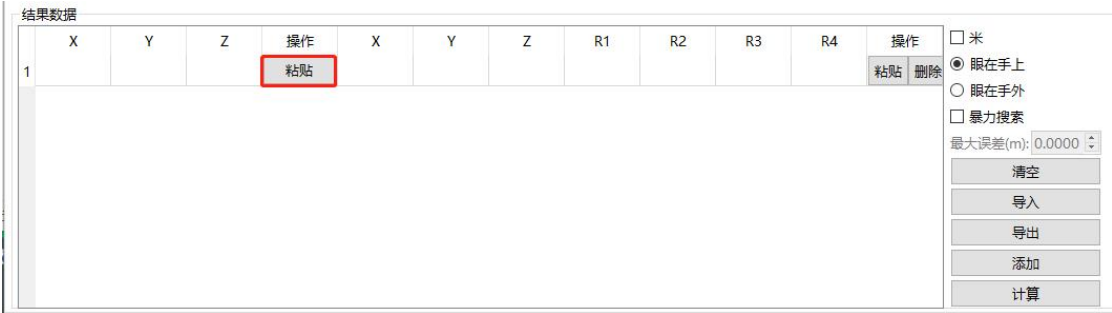 结果数据
X Y Z 操作 X Y Z R1 R2 R3 R4 操作
1 粘贴 粘贴 删除
米
眼在手上
眼在手外
暴力搜索
最大误差(m): 0.0000
清空
导入
导出
添加
计算